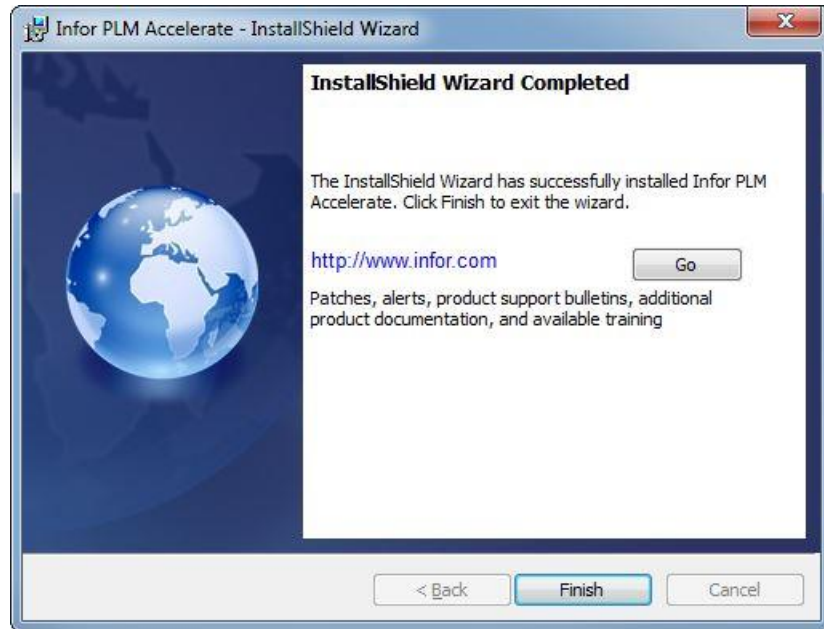 Infor PLM Accelerate - InstallShield Wizard
InstallShield Wizard Completed
The InstallShield Wizard has successfully installed Infor PLM
Accelerate. Click Finish to exit the wizard.
http://www.infor.com
Go
Patches, alerts, product support bulletins, additional
product documentation, and available training
< Back
Finish
Cancel